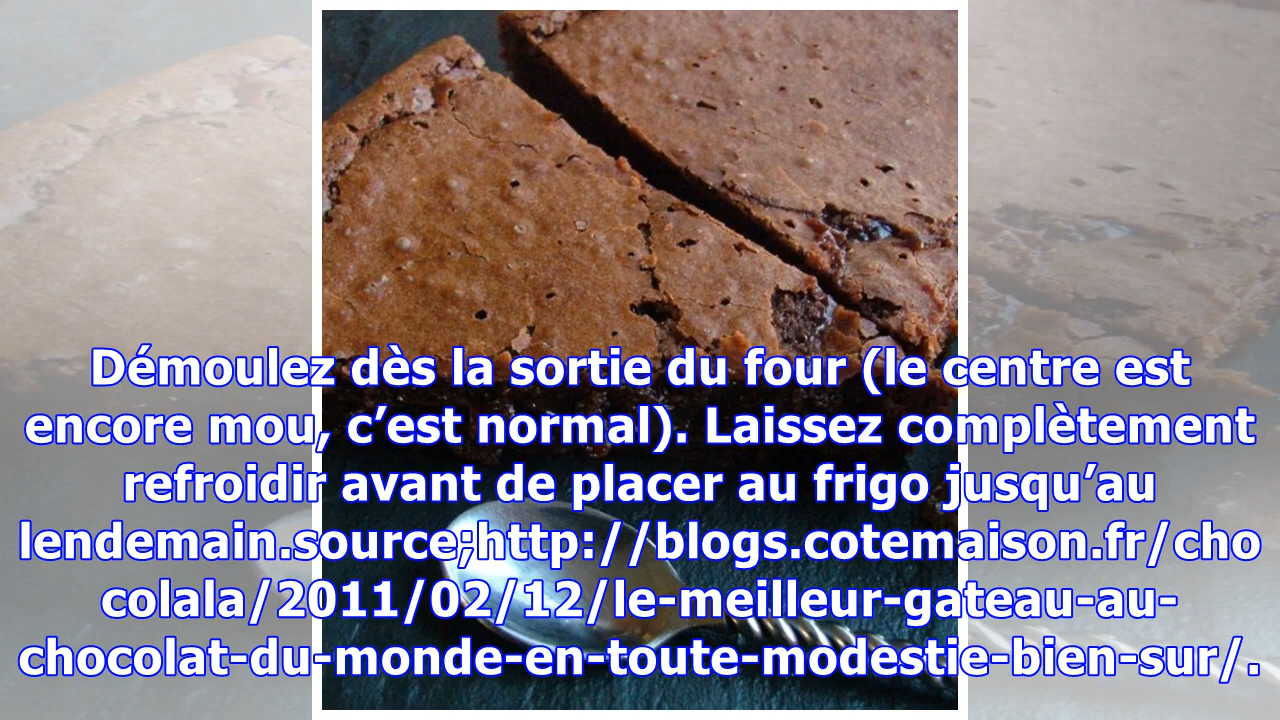 Démoulez dès la sortie du four (le centre est
encore mou, c’est normal). Laissez complètement
refroidir avant de placer au frigo jusqu’au
lendemain.source;http://blogs.cotemaison.fr/cho
colala/2011/02/12/le-meilleur-gateau-au-
chocolat-du-monde-en-toute-modestie-bien-sur/.